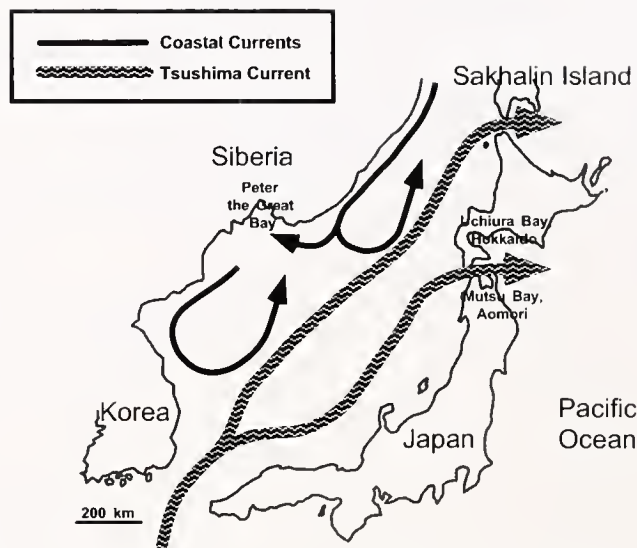 Coastal Currents
Tsushima Current
Sakhalin Island
Siberia
Peter
the Great
Bay
Uchiura Bay
Hokkaido
Mutsu Bay,
Aomori
Korea
Japan
Pacific
Ocean
200 km